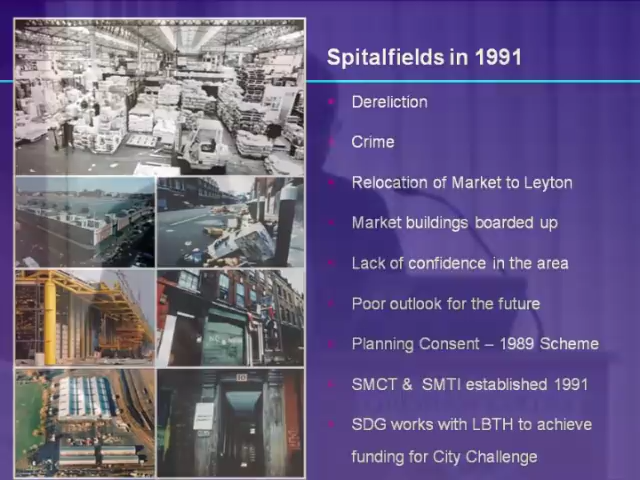 Spitalfields in 1991
Dereliction
Crime
Relocation of Market to Leyton
Market buildings boarded up
Lack of confidence in the area
Poor outlook for the future
Planning Consent – 1989 Scheme
SMCT & SMTI established 1991
SDG works with LBTH to achieve
funding for City Challenge